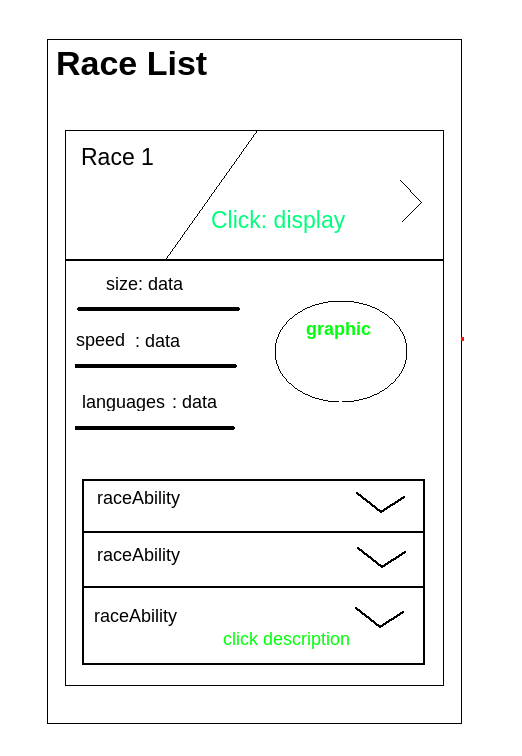 Race List
Race 1
Click: display
size: data
speed : data
languages : data
graphic
raceAbility
raceAbility
raceAbility
click description